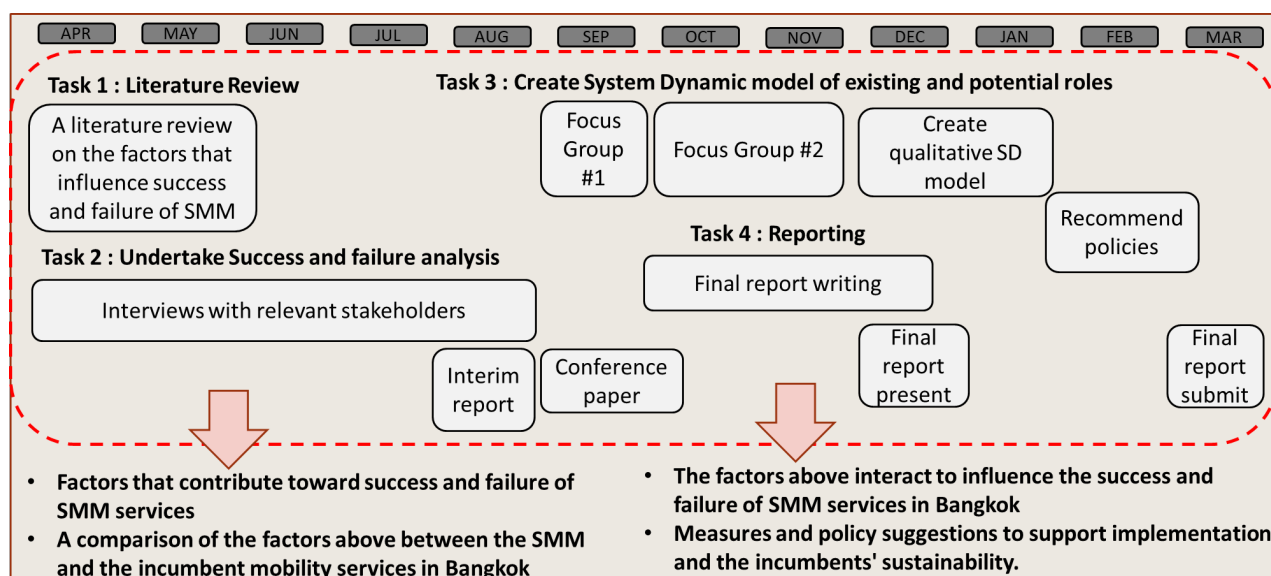 APR MAY JUN JUL AUG SEP OCT NOV DEC JAN FEB MAR
Task 1 : Literature Review
A literature review
on the factors that
influence success
and failure of SMM
Task 2 : Undertake Success and failure analysis
Interviews with relevant stakeholders
Interim
report
Conference
paper
Task 3 : Create System Dynamic model of existing and potential roles
Focus
Group
#1
Focus Group #2
Create
qualitative SD
model
Recommend
policies
Task 4 : Reporting
Final report writing
Final
report
present
Final
report
submit
• Factors that contribute toward success and failure of
SMM services
• A comparison of the factors above between the SMM
and the incumbent mobility services in Bangkok
• The factors above interact to influence the success and
failure of SMM services in Bangkok
• Measures and policy suggestions to support implementation
and the incumbents' sustainability.